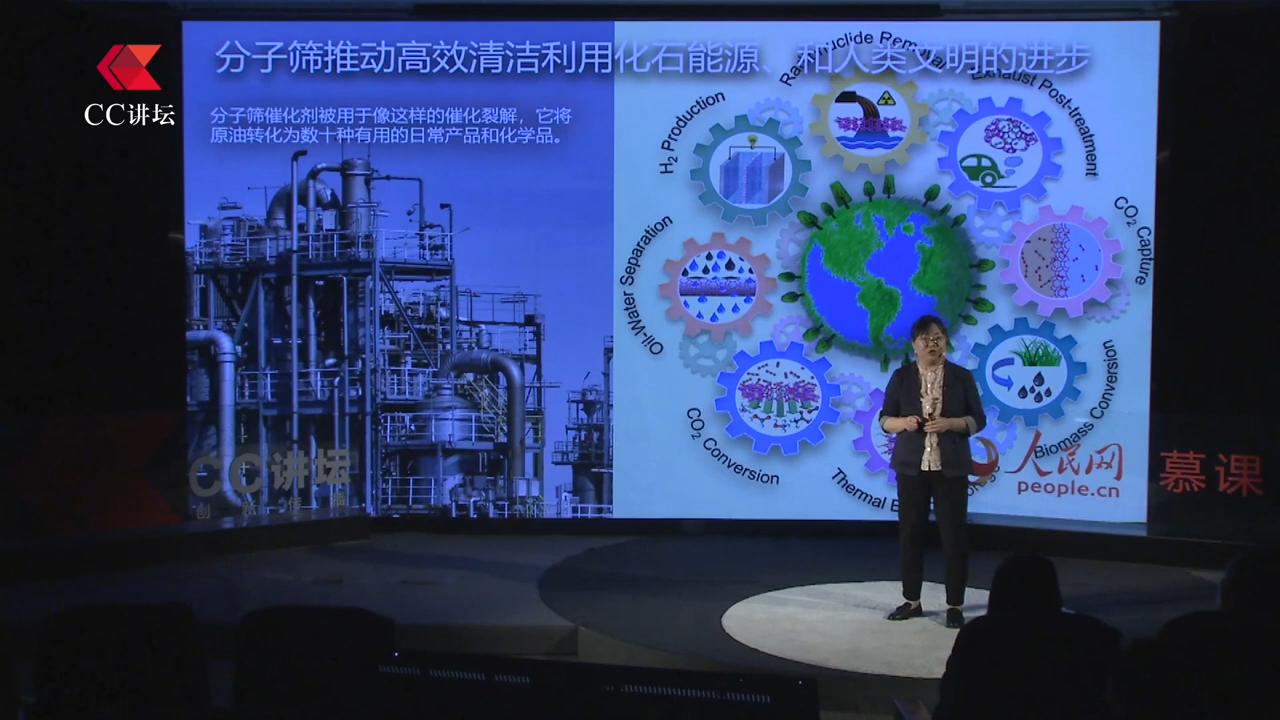 CC讲坛
分子筛推动高效清洁利用化石能源、和人类文明的进步
分子筛催化剂被用于像这样的催化裂解，它将
原油转化为数十种有用的日常产品和化学品。
H₂ Production
Exhaust Post-treatment
CO₂ Capture
Oil-Water Separation
Biomass Conversion
CO₂ Conversion
Thermal
CC讲坛
人民网
people.cn
慕课